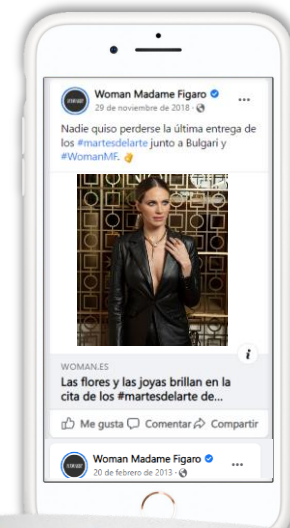 Woman Madame Figaro
29 de noviembre de 2018 ·
Nadie quiso perderse la última entrega de
los #martesdelarte junto a Bulgari y
#WomanMF. 👌
i
WOMAN.ES
Las flores y las joyas brillan en la
cita de los #martesdelarte de...
Me gusta Comentar Compartir
Woman Madame Figaro
20 de febrero de 2013 ·